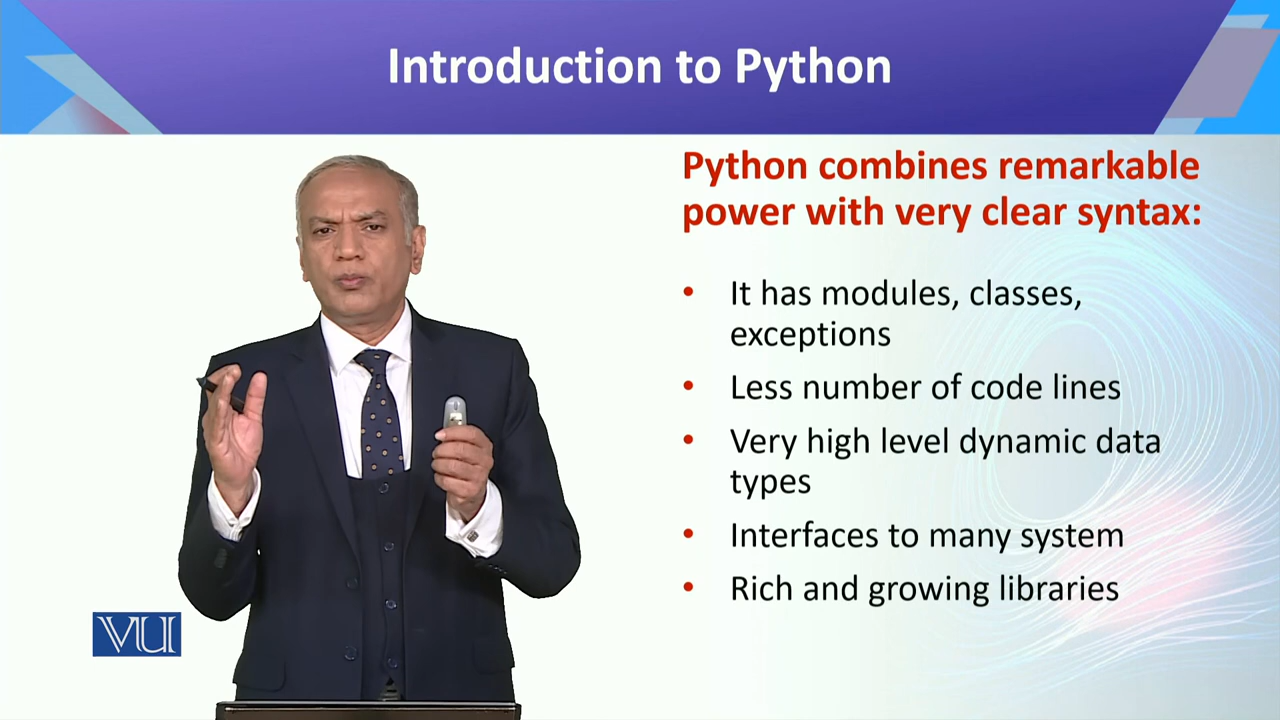 Introduction to Python
Python combines remarkable
power with very clear syntax:
• It has modules, classes,
exceptions
• Less number of code lines
• Very high level dynamic data
types
• Interfaces to many system
• Rich and growing libraries
VU